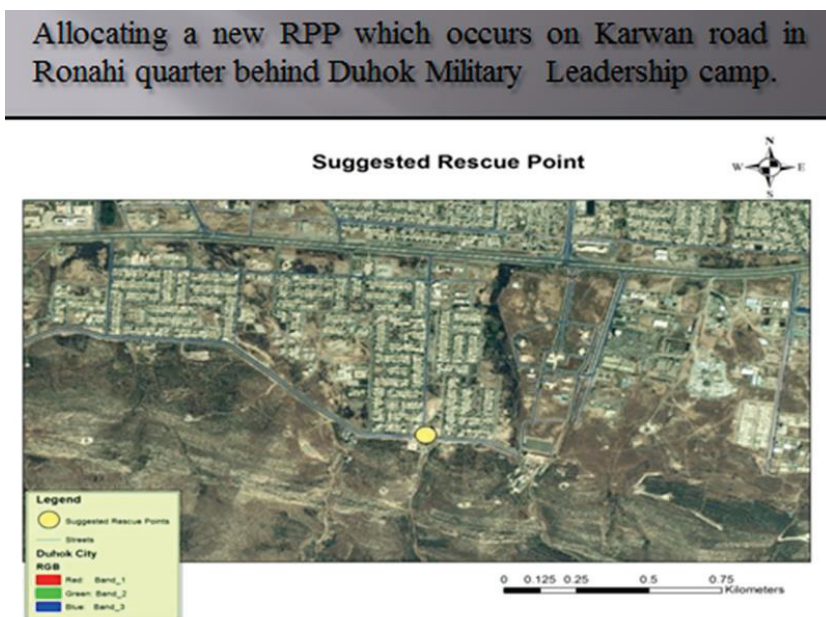 Allocating a new RPP which occurs on Karwan road in
Ronahi quarter behind Duhok Military Leadership camp.
Suggested Rescue Point
N
W E
S
Legend
Suggested Rescue Points
Streets
Duhok City
RGB
Red: Band_1
Green: Band_2
Blue: Band_3
0 0.125 0.25 0.5 0.75
Kilometers